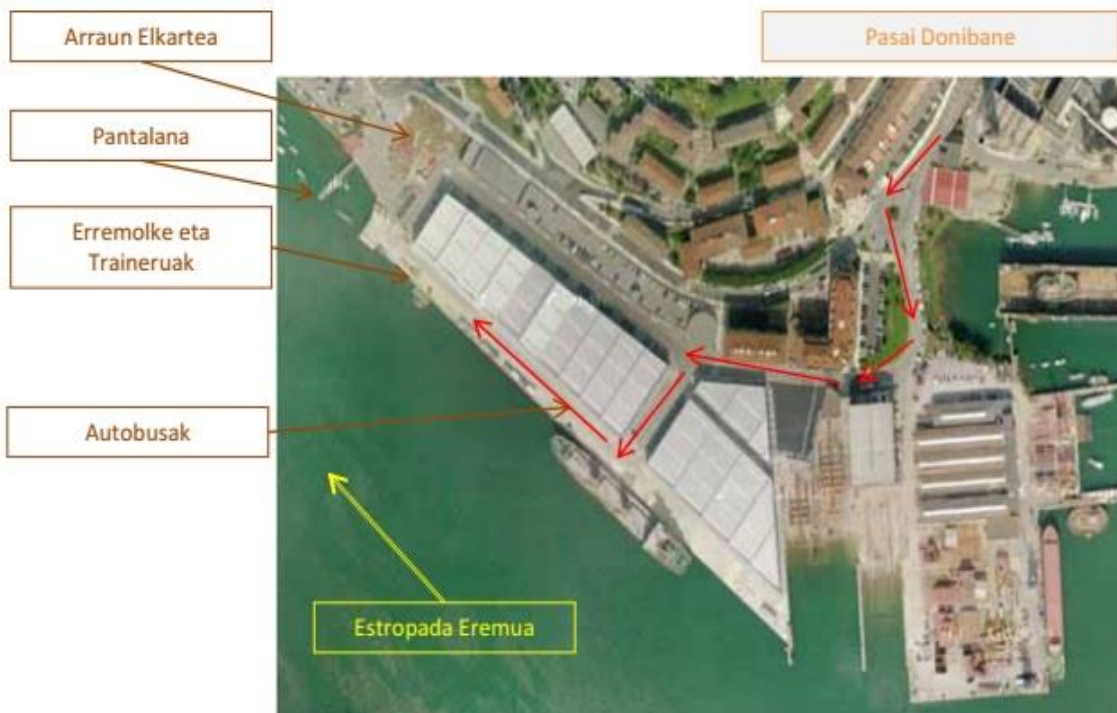 Arraun Elkartea
Pasai Donibane
Pantalana
Erremolke eta
Traineruak
Autobusak
Estropada Eremua